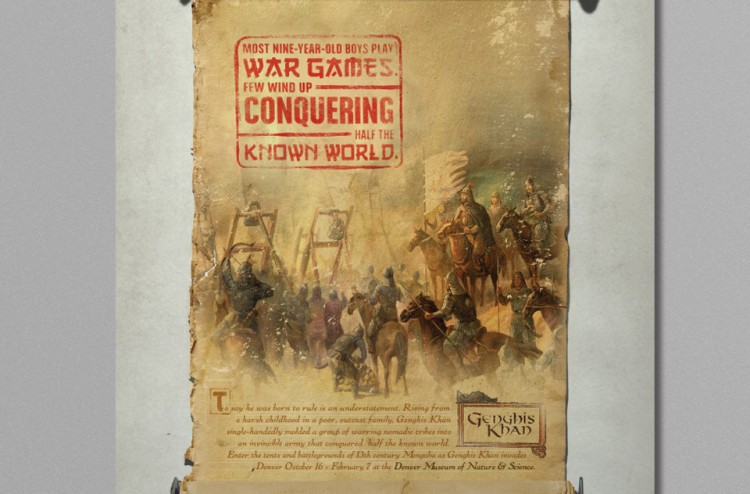 MOST NINE-YEAR-OLD BOYS PLAY
WAR GAMES.
FEW WIND UP
CONQUERING
HALF THE
KNOWN WORLD.
To say he was born to rule is an understatement. Rising from
a harsh childhood in a poor, outcast family, Genghis Khan
single-handedly molded a group of warring nomadic tribes into
an invincible army that conquered half the known world.
Enter the tents and battlegrounds of 13th century Mongolia as Genghis Khan invades
Denver October 16 - February 7 at the Denver Museum of Nature & Science.
Genghis
Khan